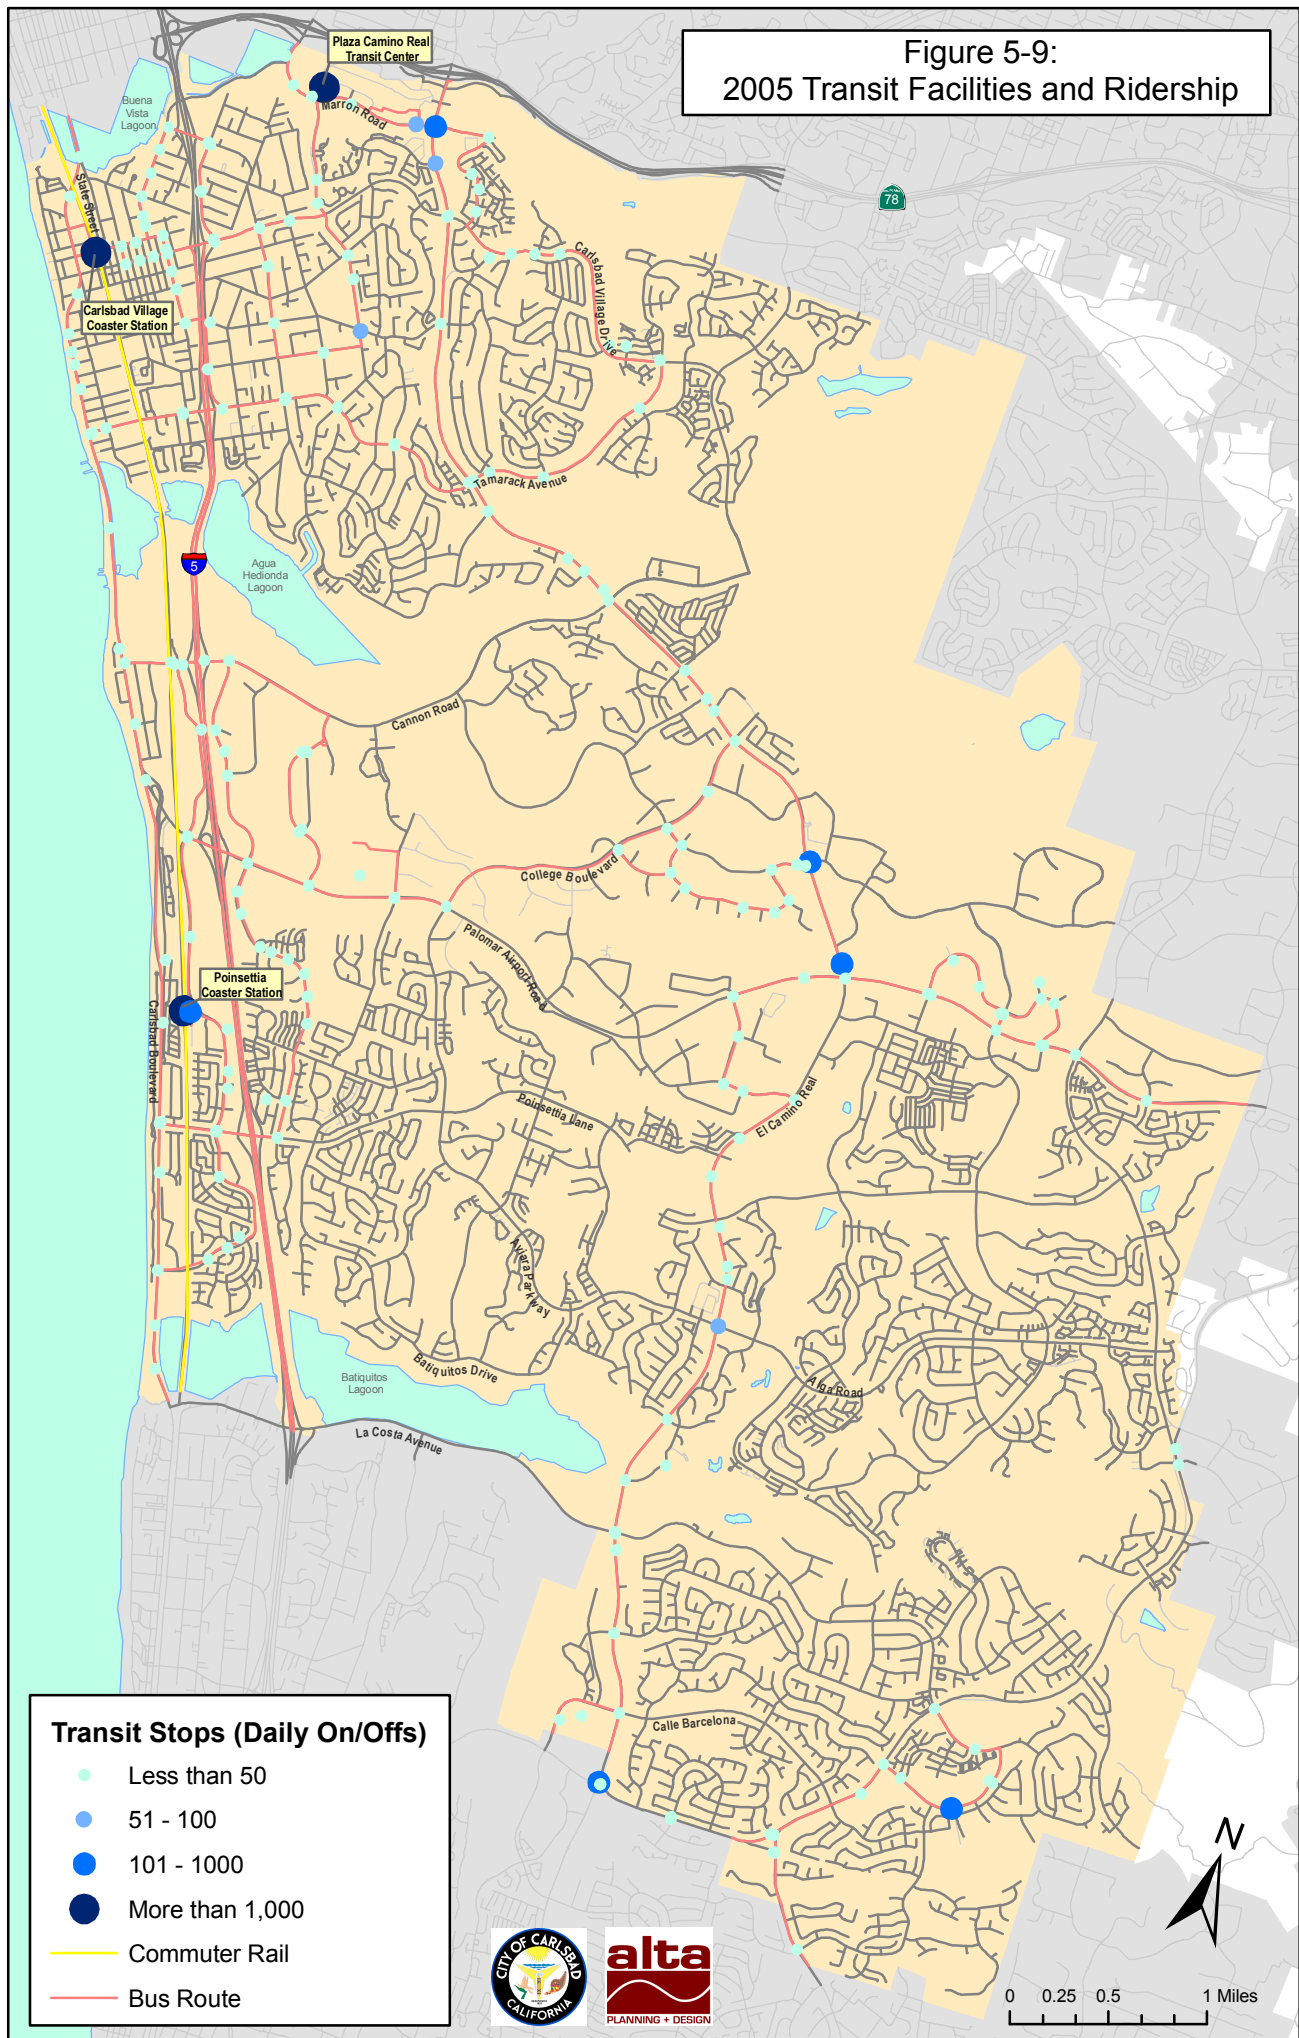 Figure 5-9:
2005 Transit Facilities and Ridership
Plaza Camino Real
Transit Center
Marron Road
Buena
Vista
Lagoon
State Street
78
Carlsbad Village Drive
Carlsbad Village
Coaster Station
Tamarack Avenue
5
Agua
Hedionda
Lagoon
Cannon Road
College Boulevard
Palomar Airport Road
Poinsettia
Coaster Station
Carlsbad Boulevard
El Camino Real
Poinsettia Lane
Aviara Parkway
Batiquitos Drive
Batiquitos
Lagoon
Alga Road
La Costa Avenue
Calle Barcelona
Transit Stops (Daily On/Offs)
Less than 50
51 - 100
101 - 1000
More than 1,000
Commuter Rail
Bus Route
CITY OF CARLSBAD
CALIFORNIA
alta
PLANNING + DESIGN
N
0 0.25 0.5 1 Miles